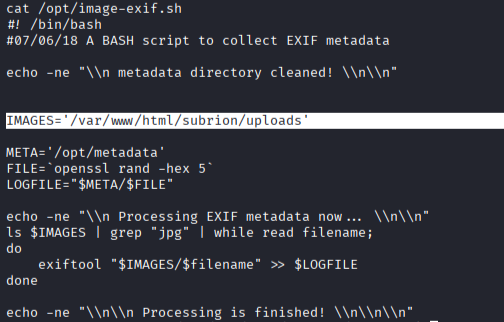 cat /opt/image-exif.sh
#! /bin/bash
#07/06/18 A BASH script to collect EXIF metadata
echo -ne "\\n metadata directory cleaned! \\n\\n"
IMAGES='/var/www/html/subrion/uploads'
META='/opt/metadata'
FILE=`openssl rand -hex 5`
LOGFILE="$META/$FILE"
echo -ne "\\n Processing EXIF metadata now... \\n\\n"
ls $IMAGES | grep "jpg" | while read filename;
do
    exiftool "$IMAGES/$filename" >> $LOGFILE
done
echo -ne "\\n\\n Processing is finished! \\n\\n\\n"